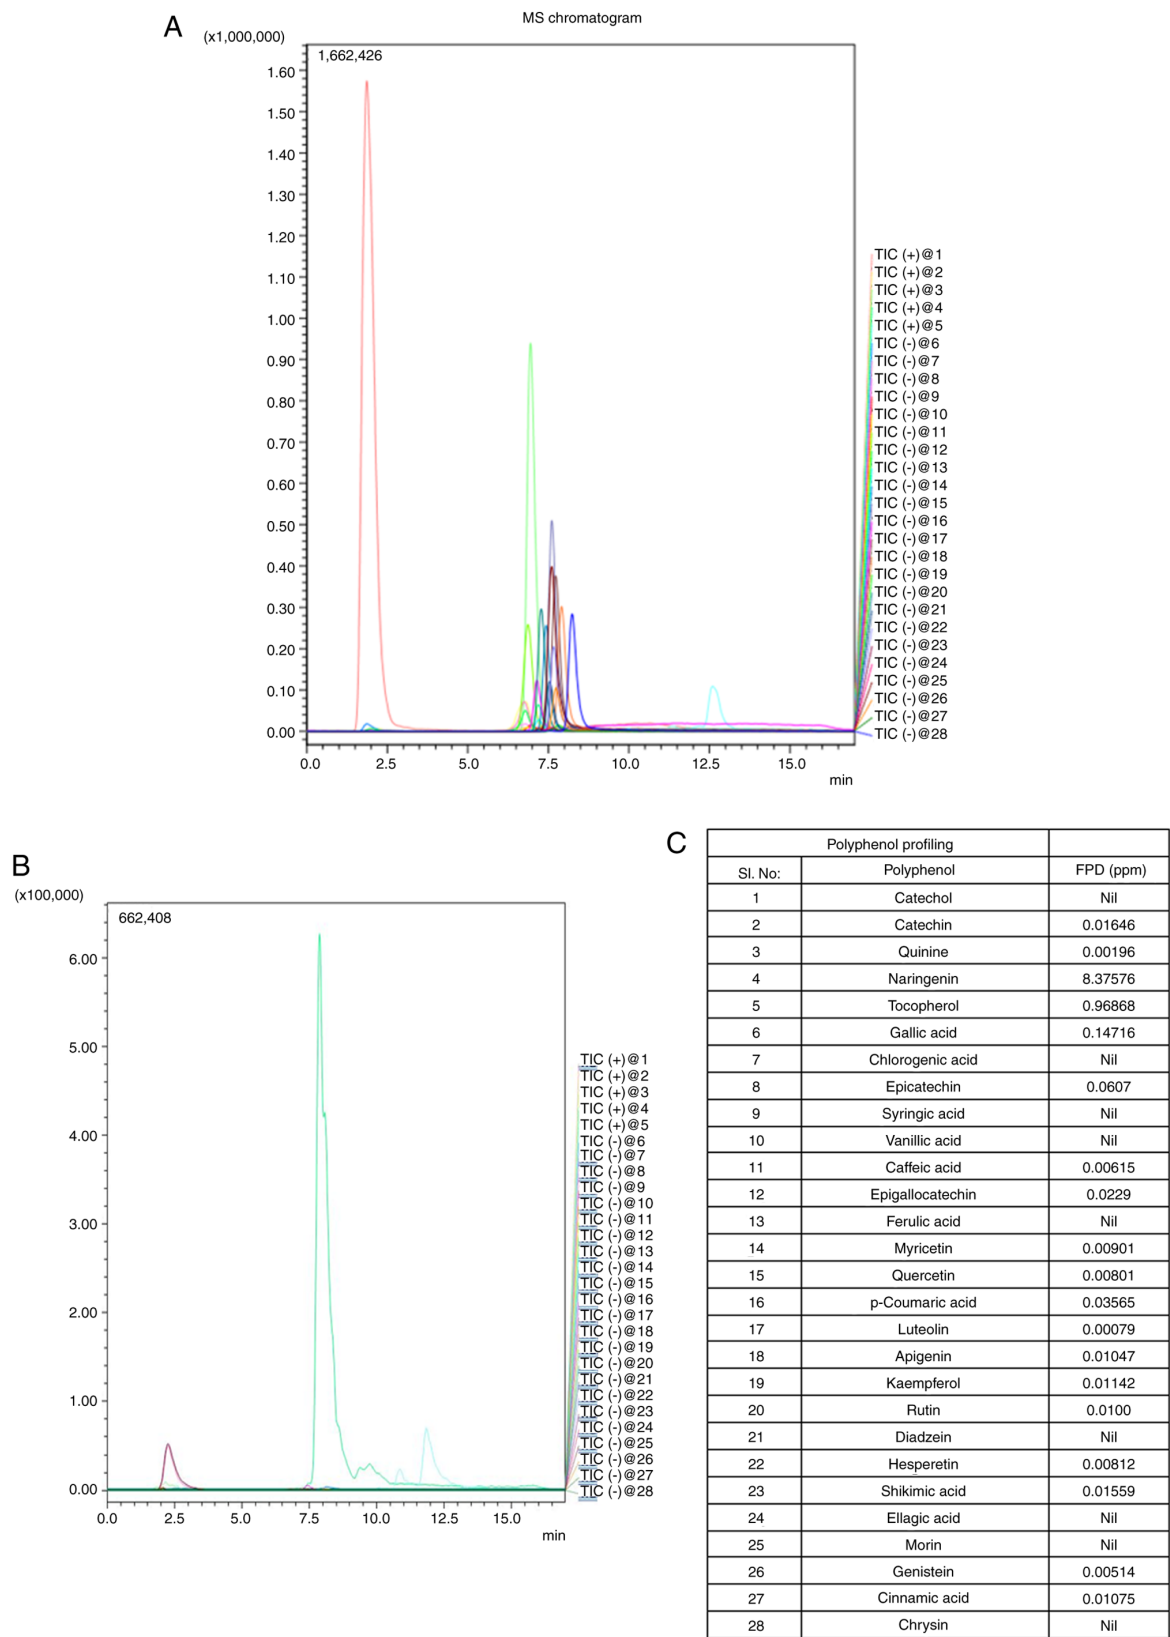 A
MS chromatogram
(x1,000,000)
1,662,426
1.60
1.50
1.40
1.30
1.20
1.10
1.00
0.90
0.80
0.70
0.60
0.50
0.40
0.30
0.20
0.10
0.00
0.0 2.5 5.0 7.5 10.0 12.5 15.0
min
TIC (+)@1
TIC (+)@2
TIC (+)@3
TIC (+)@4
TIC (+)@5
TIC (-)@6
TIC (-)@7
TIC (-)@8
TIC (-)@9
TIC (-)@10
TIC (-)@11
TIC (-)@12
TIC (-)@13
TIC (-)@14
TIC (-)@15
TIC (-)@16
TIC (-)@17
TIC (-)@18
TIC (-)@19
TIC (-)@20
TIC (-)@21
TIC (-)@22
TIC (-)@23
TIC (-)@24
TIC (-)@25
TIC (-)@26
TIC (-)@27
TIC (-)@28
B
(x100,000)
662,408
6.00
5.00
4.00
3.00
2.00
1.00
0.00
0.0 2.5 5.0 7.5 10.0 15.0
min
TIC (+)@1
TIC (+)@2
TIC (+)@3
TIC (+)@4
TIC (+)@5
TIC (-)@6
TIC (-)@7
TIC (-)@8
TIC (-)@9
TIC (-)@10
TIC (-)@11
TIC (-)@12
TIC (-)@13
TIC (-)@14
TIC (-)@15
TIC (-)@16
TIC (-)@17
TIC (-)@18
TIC (-)@19
TIC (-)@20
TIC (-)@21
TIC (-)@22
TIC (-)@23
TIC (-)@24
TIC (-)@25
TIC (-)@26
TIC (-)@27
TIC (-)@28
C
Polyphenol profiling
Sl. No: Polyphenol FPD (ppm)
1 Catechol Nil
2 Catechin 0.01646
3 Quinine 0.00196
4 Naringenin 8.37576
5 Tocopherol 0.96868
6 Gallic acid 0.14716
7 Chlorogenic acid Nil
8 Epicatechin 0.0607
9 Syringic acid Nil
10 Vanillic acid Nil
11 Caffeic acid 0.00615
12 Epigallocatechin 0.0229
13 Ferulic acid Nil
14 Myricetin 0.00901
15 Quercetin 0.00801
16 p-Coumaric acid 0.03565
17 Luteolin 0.00079
18 Apigenin 0.01047
19 Kaempferol 0.01142
20 Rutin 0.0100
21 Diadzein Nil
22 Hesperetin 0.00812
23 Shikimic acid 0.01559
24 Ellagic acid Nil
25 Morin Nil
26 Genistein 0.00514
27 Cinnamic acid 0.01075
28 Chrysin Nil